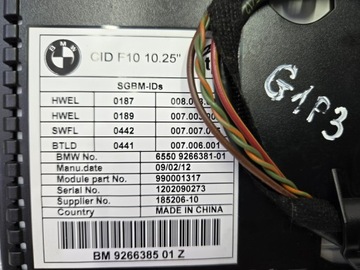 BMW
CID F10 10.25"
SGBM-IDs
HWEL 0187
HWEL 0189
SWFL 0442 007.007.
BTLD 0441 007.006.001
BMW No. 6550 9266381-01
Manu.date 09/02/12
Module part No. 990001317
Serial No. 1202090273
Supplier No. 185206-10
Country MADE IN CHINA
BM 9266385 01 Z
G1P3